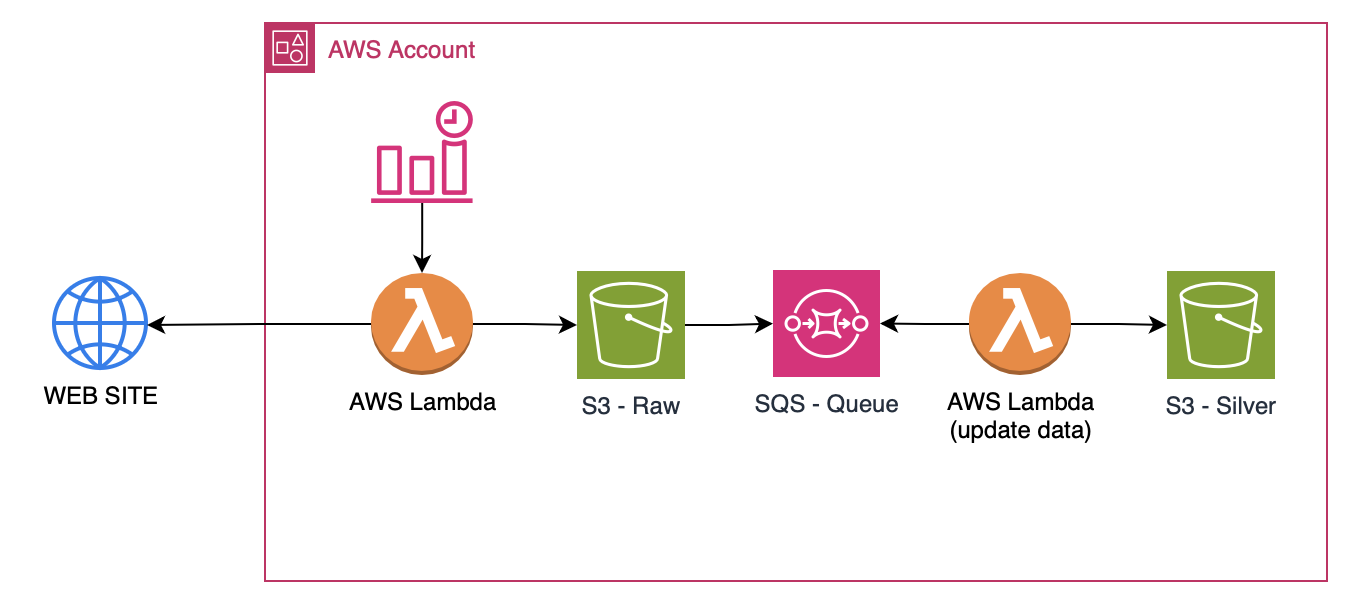 AWS Account
WEB SITE
AWS Lambda
S3 - Raw
SQS - Queue
AWS Lambda
(update data)
S3 - Silver